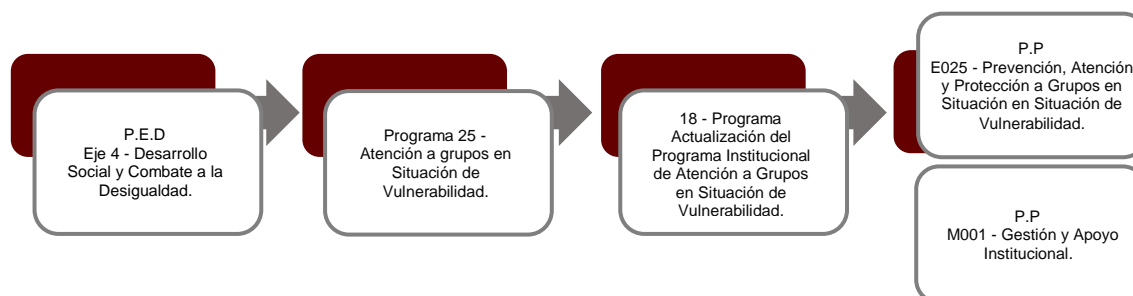 P.E.D
Eje 4 - Desarrollo
Social y Combate a la
Desigualdad.
Programa 25 -
Atención a grupos en
Situación de
Vulnerabilidad.
18 - Programa
Actualización del
Programa Institucional
de Atención a Grupos
en Situación de
Vulnerabilidad.
P.P
E025 - Prevención, Atención
y Protección a Grupos en
Situación en Situación de
Vulnerabilidad.
P.P
M001 - Gestión y Apoyo
Institucional.